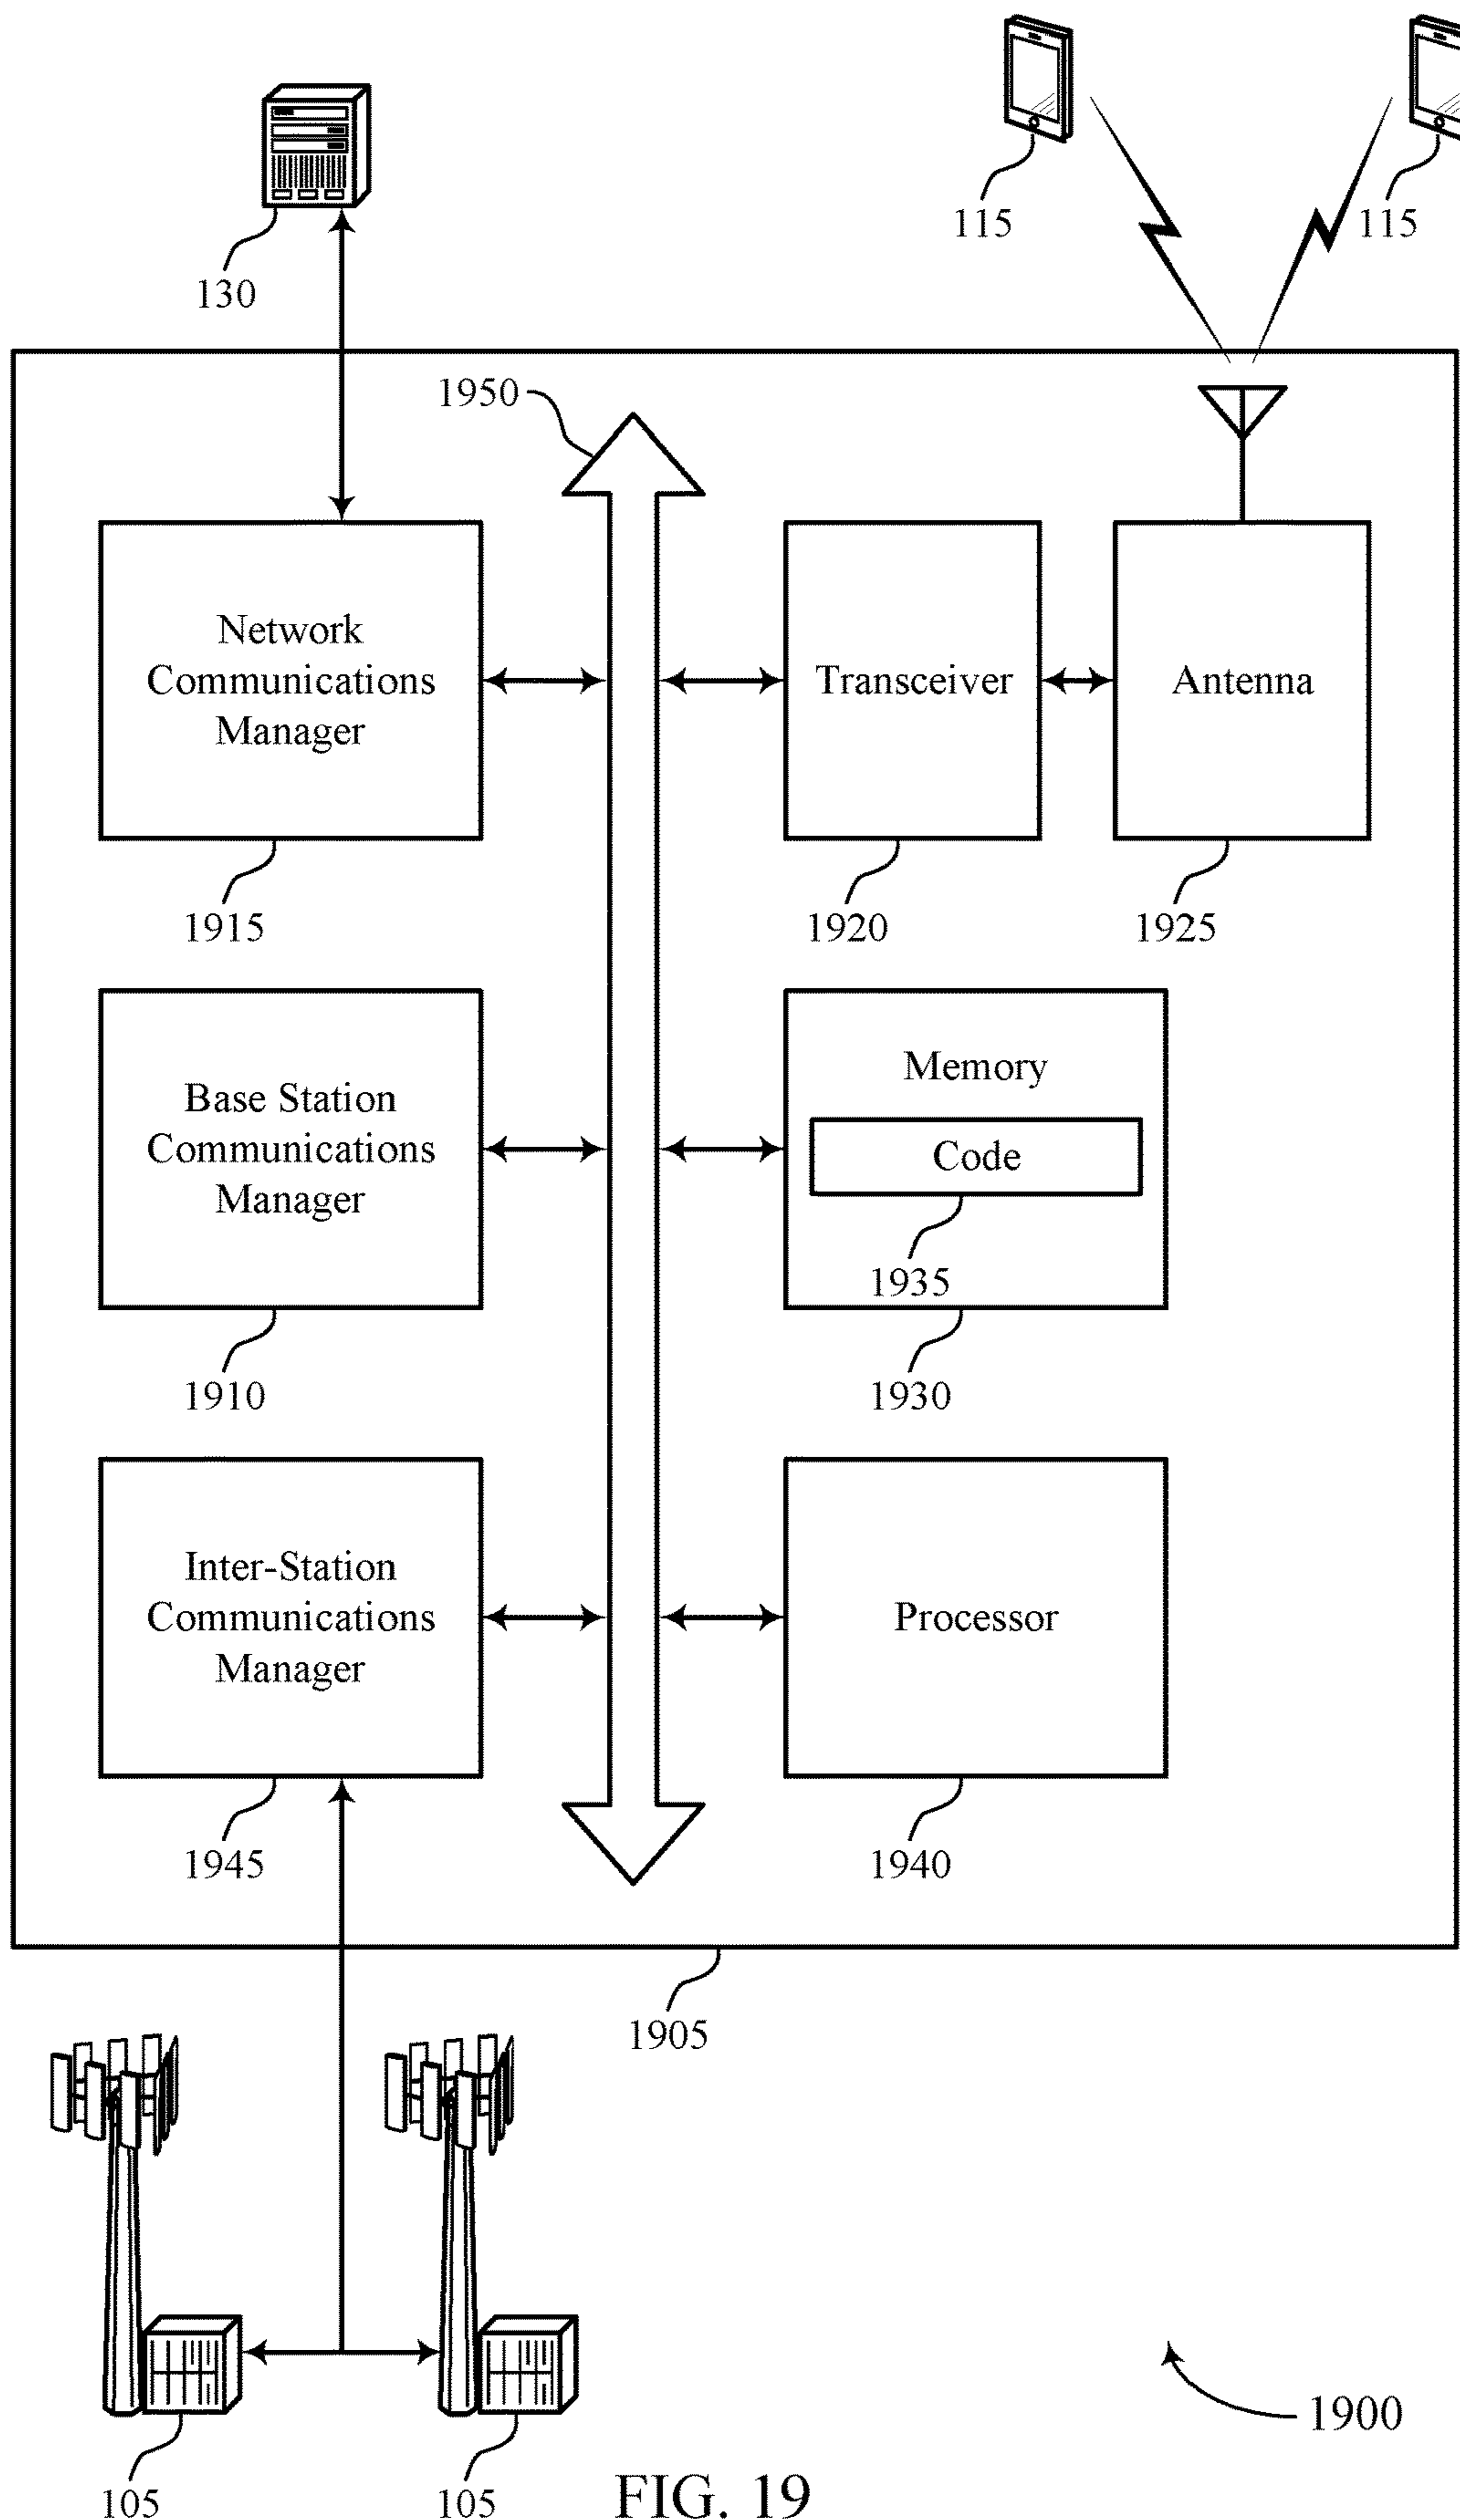 115
115
130
1950
Network
Communications
Manager
Transceiver
Antenna
1915
1920
1925
Base Station
Communications
Manager
Memory
Code
1935
1910
1930
Inter-Station
Communications
Manager
Processor
1945
1940
1905
1900
105
105
FIG. 19